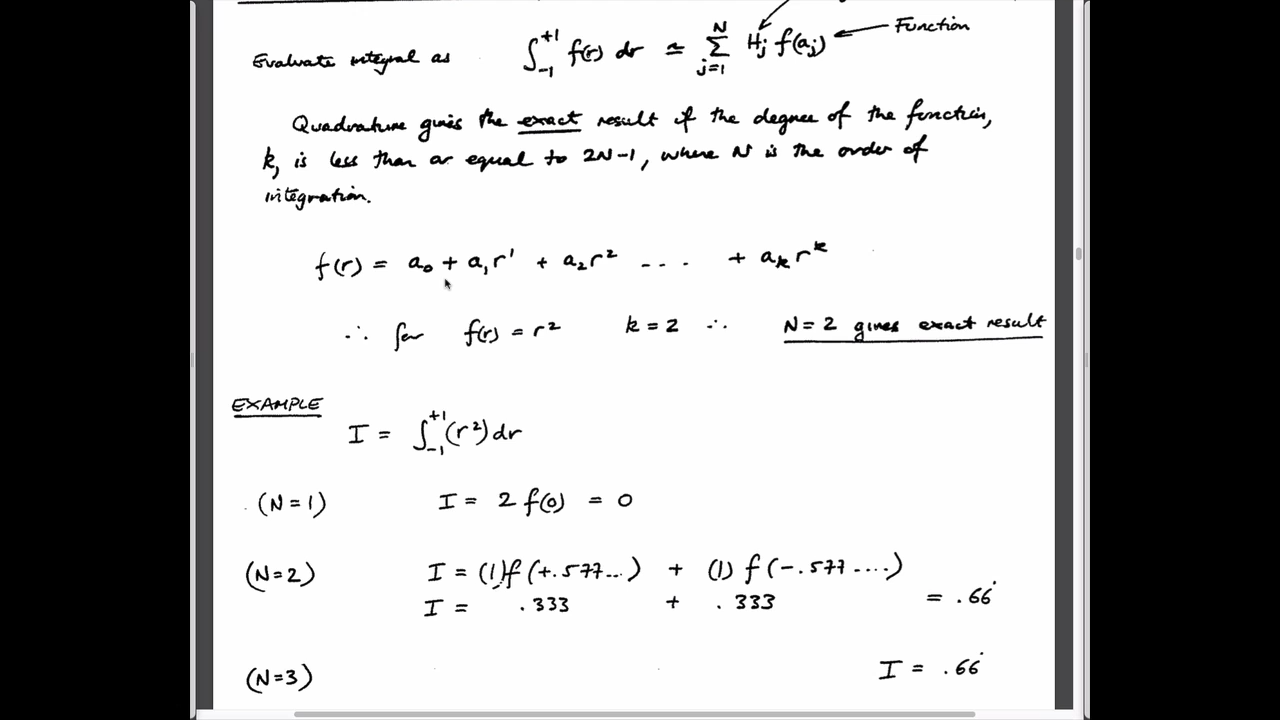 Function
Evaluate integral as ∫₋₁⁺¹ f(r) dr ≃ Σⱼ₌₁ᴺ Hⱼ f(aⱼ)
Quadrature gives the exact result if the degree of the function,
k, is less than or equal to 2N-1, where N is the order of
integration.
f(r) = a₀ + a₁r¹ + a₂r² .... + aₖrᵏ
∴ for f(r) = r² k = 2 ∴ N = 2 gives exact result
EXAMPLE
I = ∫₋₁⁺¹ (r²) dr
(N=1) I = 2 f(0) = 0
(N=2) I = (1) f(+.577...) + (1) f(-.577....)
I = .333 + .333 = .66̇
(N=3) I = .66̇